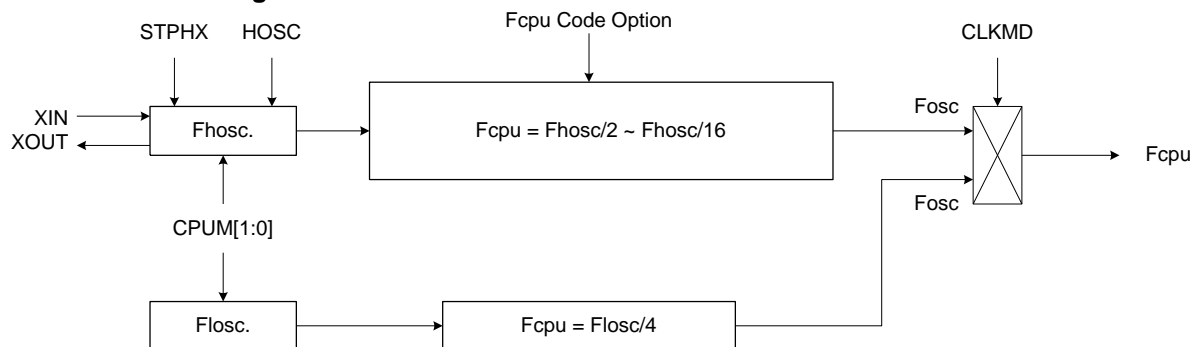 STPHX
HOSC
Fcpu Code Option
CLKMD
XIN
XOUT
Fhosc.
Fcpu = Fhosc/2 ~ Fhosc/16
Fosc
Fcpu
Fosc
CPUM[1:0]
Flosc.
Fcpu = Flosc/4